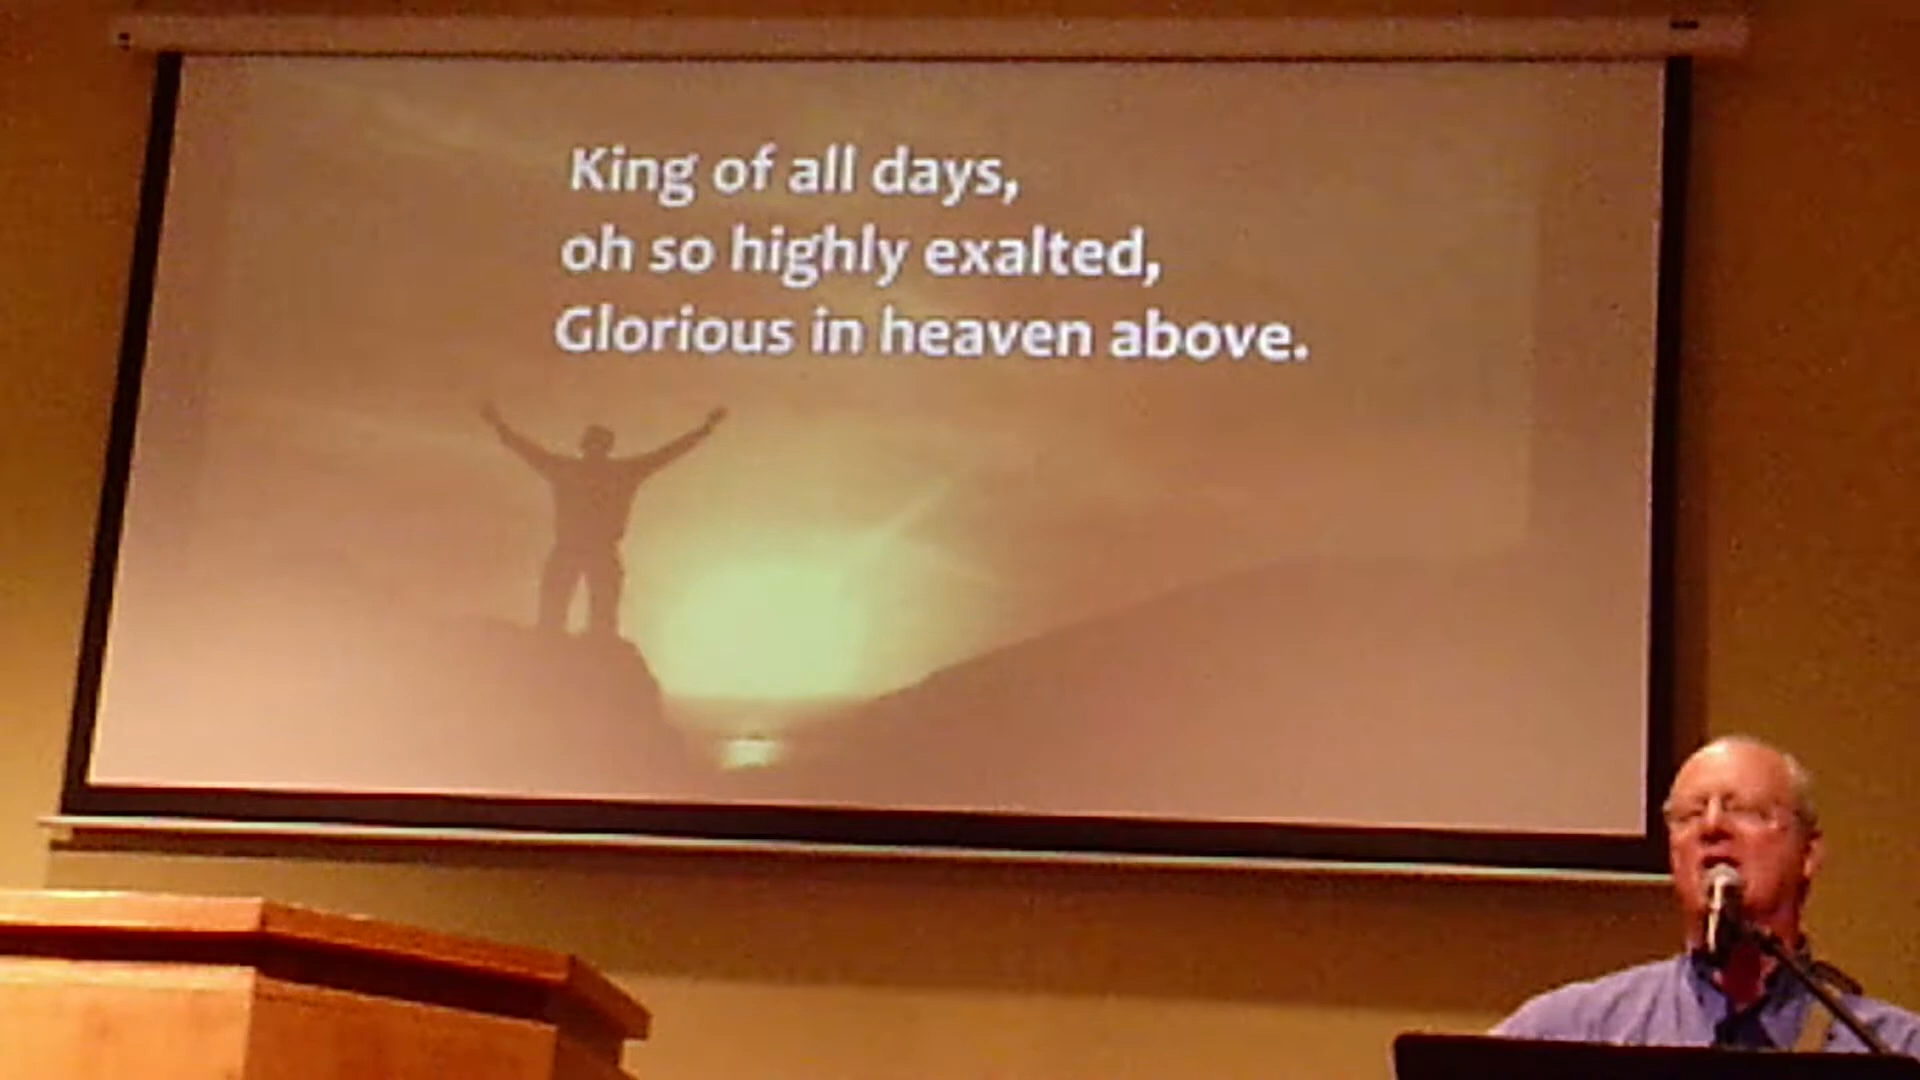 King of all days,
oh so highly exalted,
Glorious in heaven above.